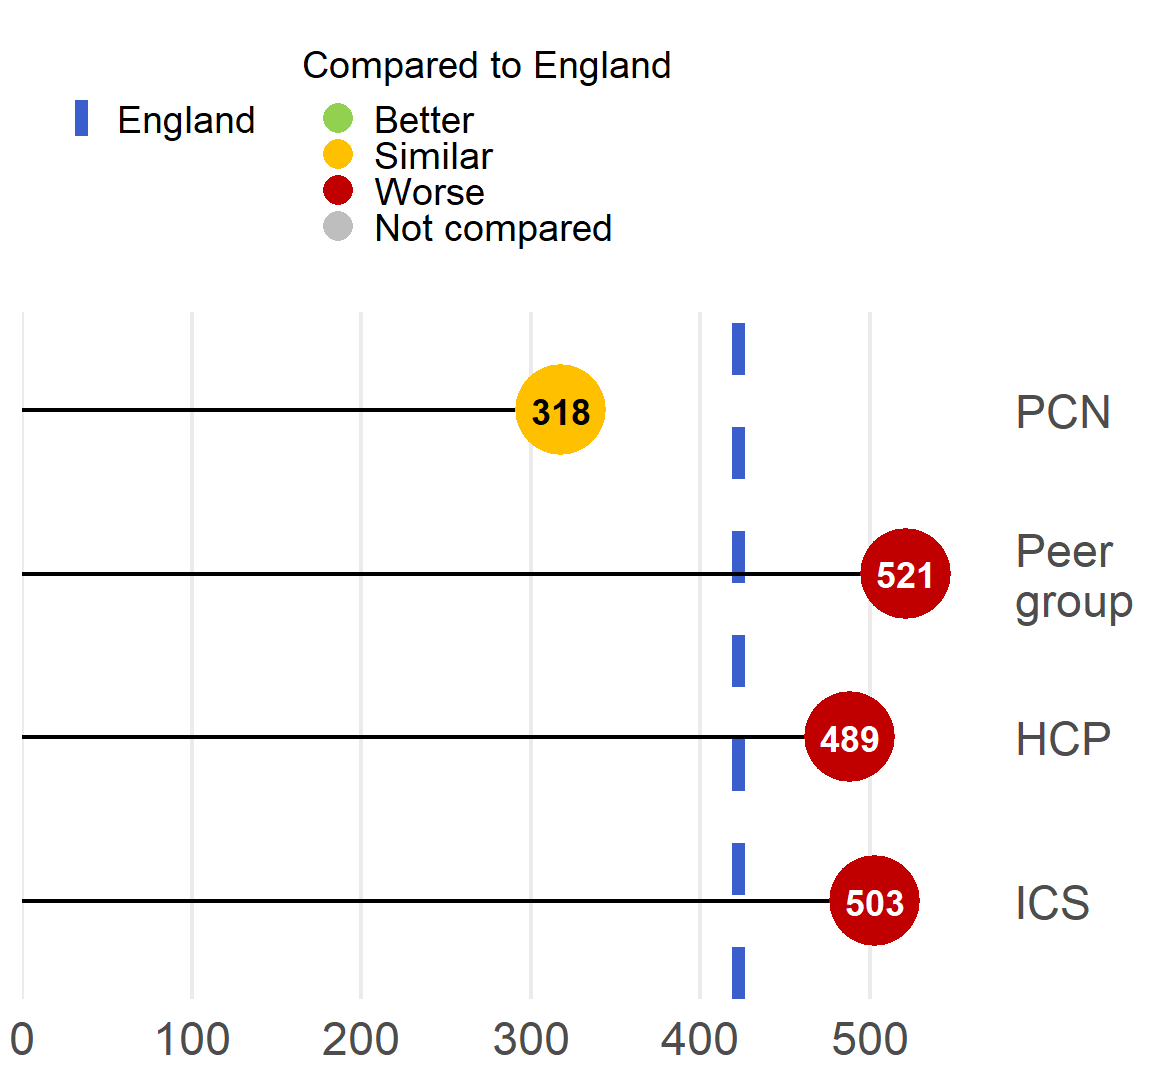 Compared to England
England
Better
Similar
Worse
Not compared
318
PCN
521
Peer
group
489
HCP
503
ICS
0 100 200 300 400 500